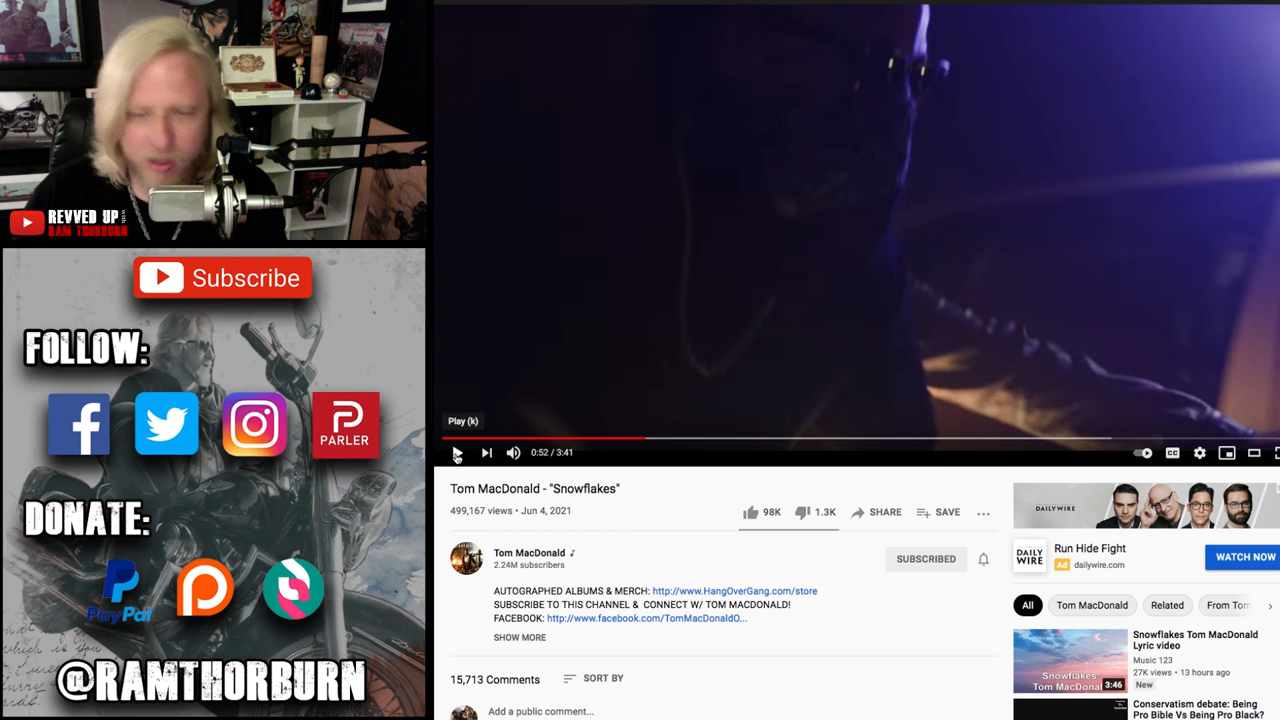 REVVED UP with
RAM THORBURN
Subscribe
FOLLOW:
PARLER
DONATE:
PayPal
@RAMTHORBURN
Play (k)
0:52 / 3:41
CC
Tom MacDonald - "Snowflakes"
499,167 views • Jun 4, 2021
98K
1.3K
SHARE
SAVE
Tom MacDonald
2.24M subscribers
SUBSCRIBED
AUTOGRAPHED ALBUMS & MERCH: http://www.HangOverGang.com/store
SUBSCRIBE TO THIS CHANNEL & CONNECT W/ TOM MACDONALD!
FACEBOOK: http://www.facebook.com/TomMacDonaldO...
SHOW MORE
15,713 Comments
SORT BY
Add a public comment...
DAILYWIRE
DAILY
WIRE
Run Hide Fight
Ad dailywire.com
WATCH NOW
All
Tom MacDonald
Related
From Tom
Snowflakes
Tom MacDonal
3:46
Snowflakes Tom MacDonald
Lyric video
Music 123
27K views • 13 hours ago
New
Conservatism debate: Being
Pro Bible Vs Being Pro Black?